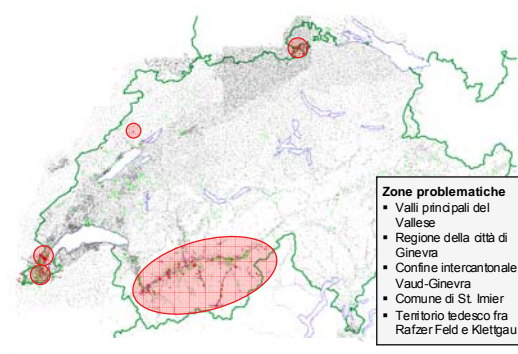 Zone problematiche
▪ Valli principali del
Vallese
▪ Regione della città di
Ginevra
▪ Confine intercantonale
Vaud-Ginevra
▪ Comune di St. Imier
▪ Territorio tedesco fra
Rafzer Feld e Klettgau